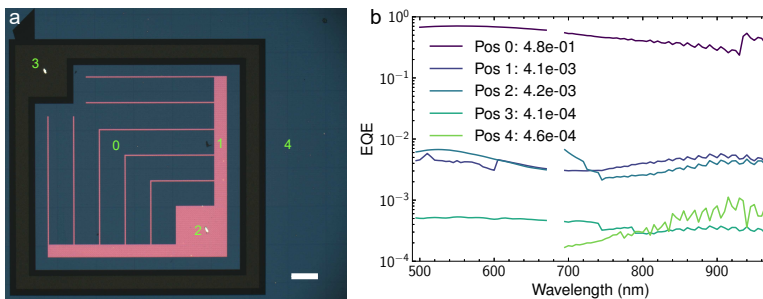 a
3
0
1
4
2
b
10⁰
10⁻¹
10⁻²
10⁻³
10⁻⁴
EQE
Pos 0: 4.8e-01
Pos 1: 4.1e-03
Pos 2: 4.2e-03
Pos 3: 4.1e-04
Pos 4: 4.6e-04
500 600 700 800 900
Wavelength (nm)